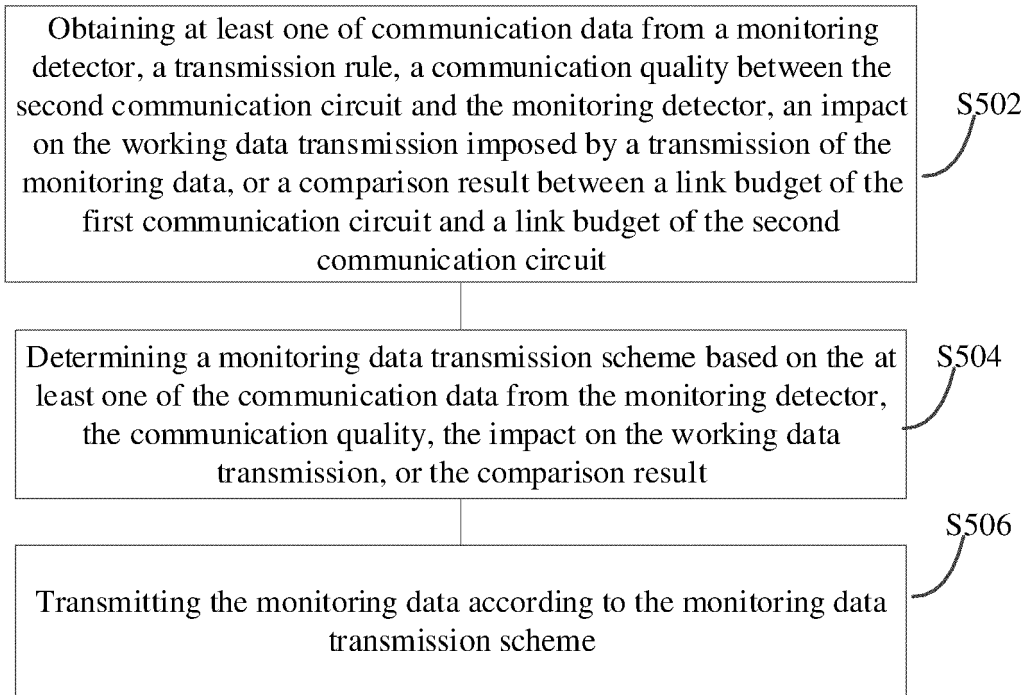 Obtaining at least one of communication data from a monitoring
detector, a transmission rule, a communication quality between the
second communication circuit and the monitoring detector, an impact
on the working data transmission imposed by a transmission of the
monitoring data, or a comparison result between a link budget of the
first communication circuit and a link budget of the second
communication circuit
S502
Determining a monitoring data transmission scheme based on the at
least one of the communication data from the monitoring detector,
the communication quality, the impact on the working data
transmission, or the comparison result
S504
Transmitting the monitoring data according to the monitoring data
transmission scheme
S506